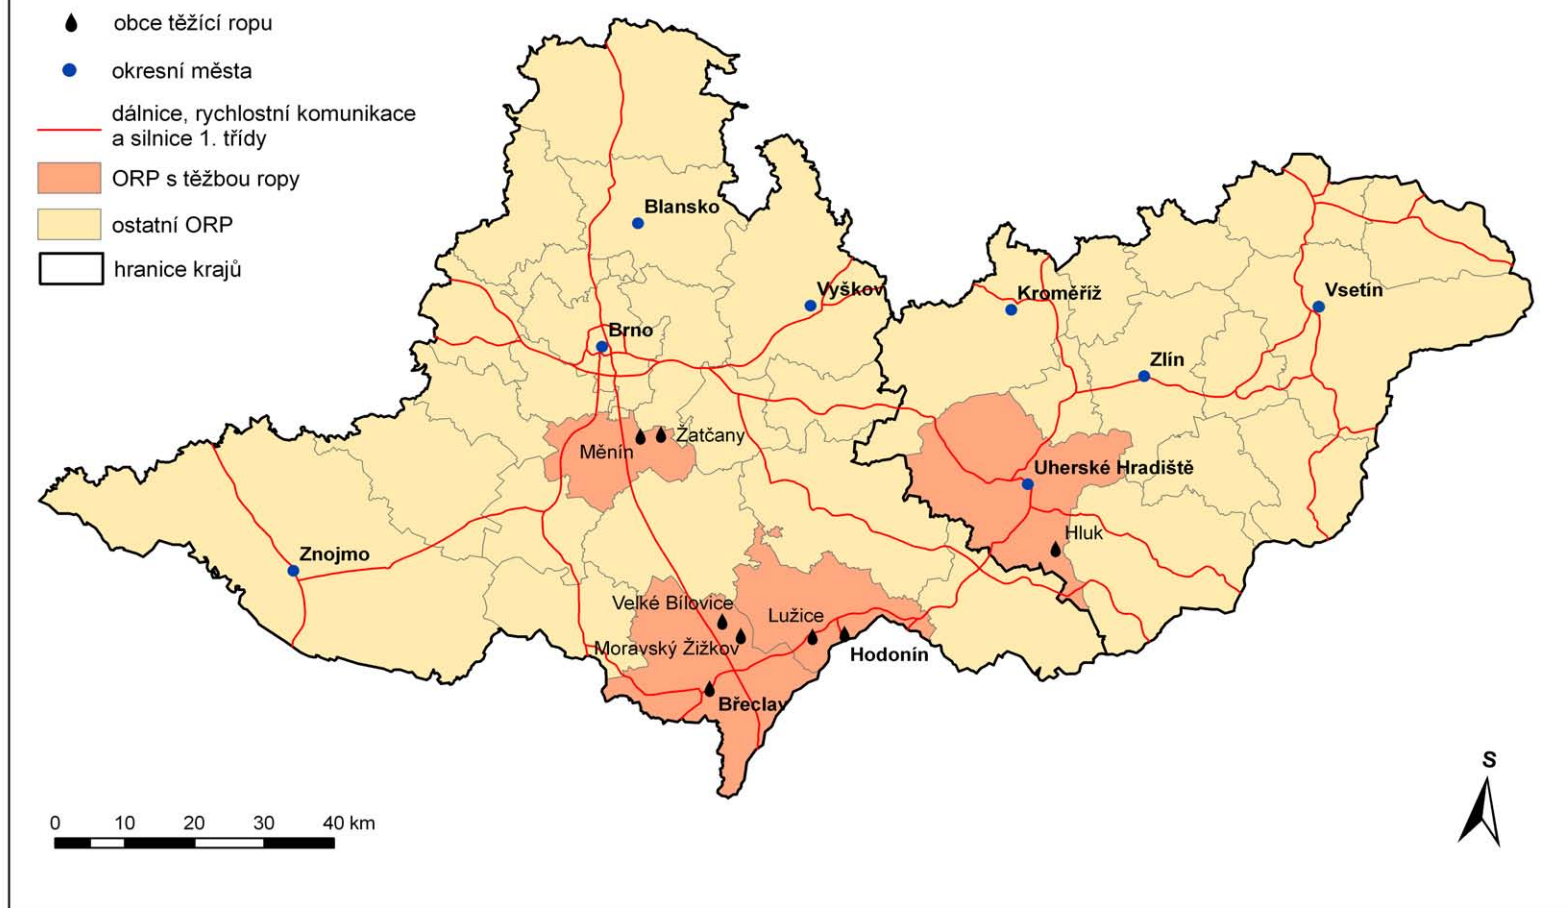 obce těžící ropu
okresní města
dálnice, rychlostní komunikace
a silnice 1. třídy
ORP s těžbou ropy
ostatní ORP
hranice krajů
Blansko
Vyškov
Brno
Kroměříž
Vsetín
Zlín
Žatčany
Měnín
Uherské Hradiště
Hluk
Znojmo
Velké Bílovice
Lužice
Moravský Žižkov
Hodonín
Břeclav
S
0 10 20 30 40 km